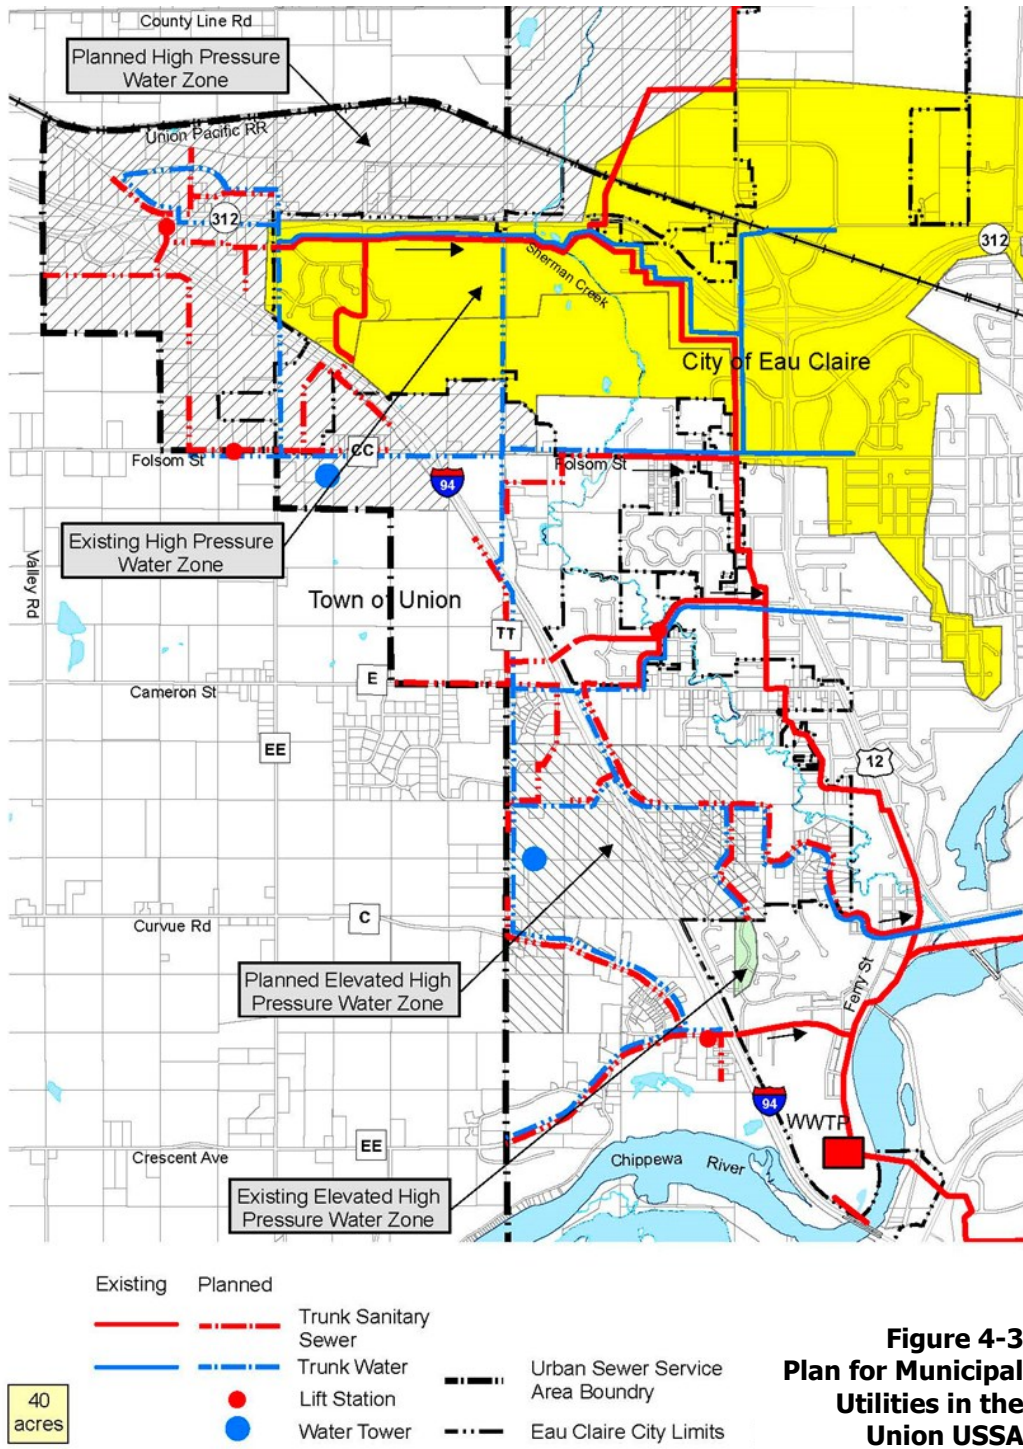 County Line Rd
Planned High Pressure
Water Zone
Union Pacific RR
312
312
Sherman Creek
City of Eau Claire
Folsom St
CC
94
Folsom St
Existing High Pressure
Water Zone
Valley Rd
Town of Union
TT
E
Cameron St
EE
12
C
Curvue Rd
Planned Elevated High
Pressure Water Zone
Ferry St
94
WWTP
EE
Crescent Ave
Chippewa River
Existing Elevated High
Pressure Water Zone
Existing Planned
Trunk Sanitary
Sewer
Trunk Water
Lift Station
Water Tower
Urban Sewer Service
Area Boundry
Eau Claire City Limits
40
acres
Figure 4-3
Plan for Municipal
Utilities in the
Union USSA